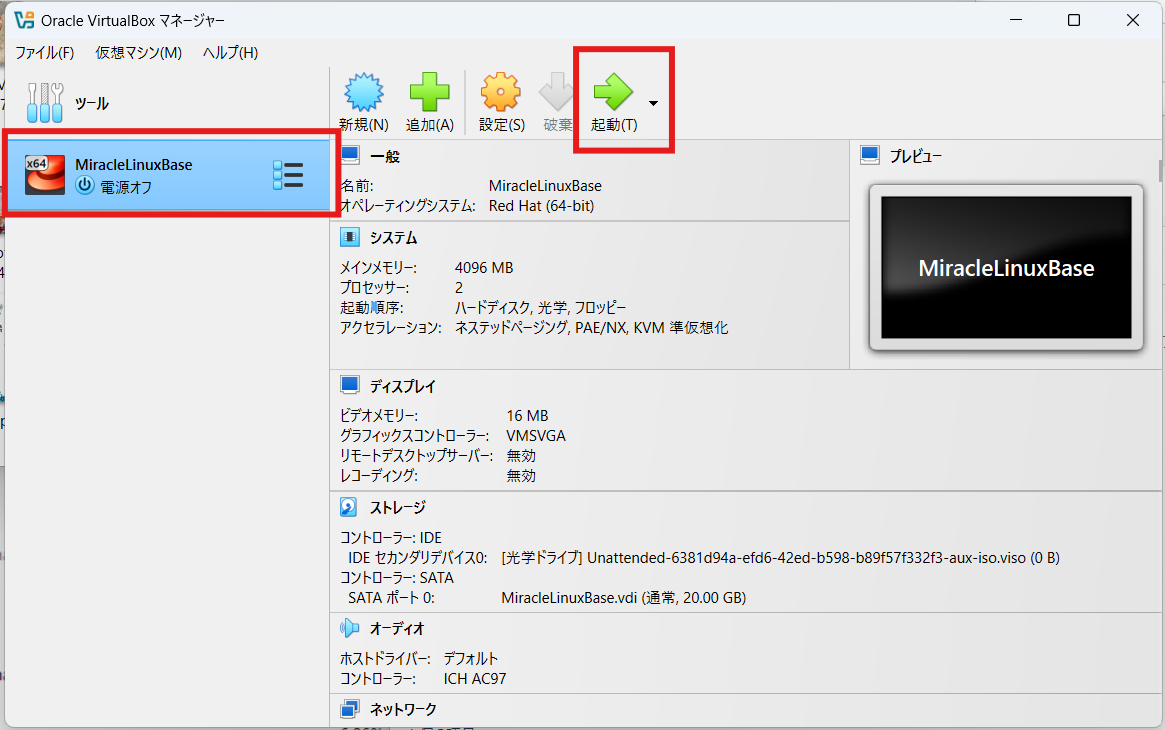 Oracle VirtualBox マネージャー
ファイル(F) 仮想マシン(M) ヘルプ(H)
ツール
新規(N) 追加(A) 設定(S) 破棄 起動(T)
x64
MiracleLinuxBase
電源オフ
一般
名前: MiracleLinuxBase
オペレーティングシステム: Red Hat (64-bit)
プレビュー
MiracleLinuxBase
システム
メインメモリー: 4096 MB
プロセッサー: 2
起動順序: ハードディスク, 光学, フロッピー
アクセラレーション: ネステッドページング, PAE/NX, KVM 準仮想化
ディスプレイ
ビデオメモリー: 16 MB
グラフィックスコントローラー: VMSVGA
リモートデスクトップサーバー: 無効
レコーディング: 無効
ストレージ
コントローラー: IDE
IDE セカンダリデバイス0: [光学ドライブ] Unattended-6381d94a-efd6-42ed-b598-b89f57f332f3-aux-iso.viso (0 B)
コントローラー: SATA
SATA ポート 0: MiracleLinuxBase.vdi (通常, 20.00 GB)
オーディオ
ホストドライバー: デフォルト
コントローラー: ICH AC97
ネットワーク